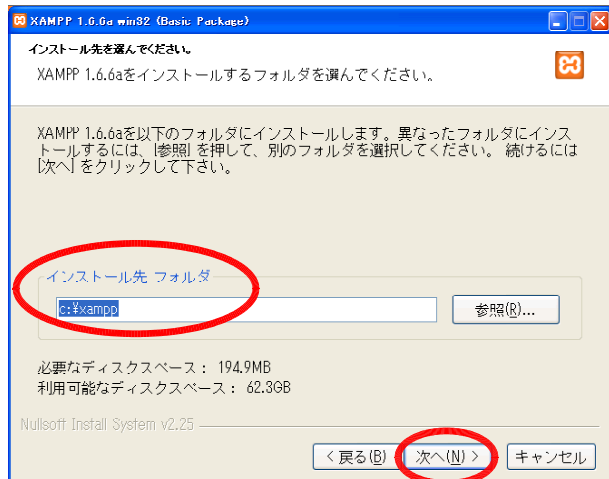 XAMPP 1.6.6a win32 (Basic Package)
インストール先を選んでください。
XAMPP 1.6.6aをインストールするフォルダを選んでください。
XAMPP 1.6.6aを以下のフォルダにインストールします。異なったフォルダにインス
トールするには、[参照] を押して、別のフォルダを選択してください。 続けるには
[次へ] をクリックして下さい。
インストール先 フォルダ
c:¥xampp
参照(R)...
必要なディスクスペース： 194.9MB
利用可能なディスクスペース： 62.3GB
Nullsoft Install System v2.25
< 戻る(B)
次へ(N) >
キャンセル